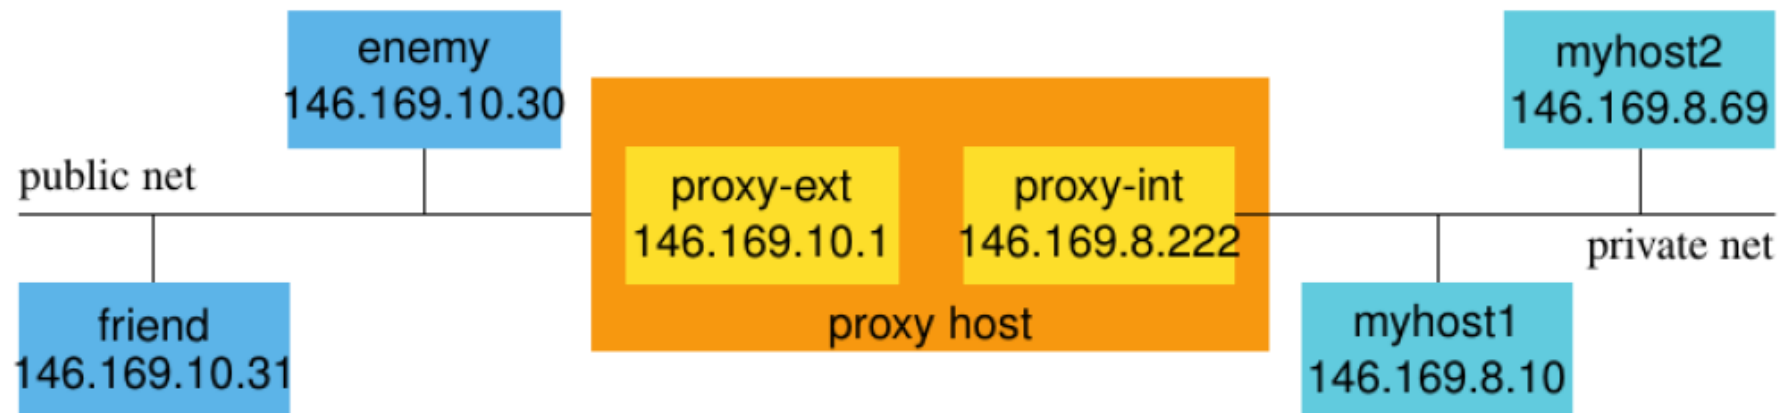 enemy
146.169.10.30
myhost2
146.169.8.69
public net
proxy-ext
146.169.10.1
proxy-int
146.169.8.222
private net
friend
146.169.10.31
proxy host
myhost1
146.169.8.10